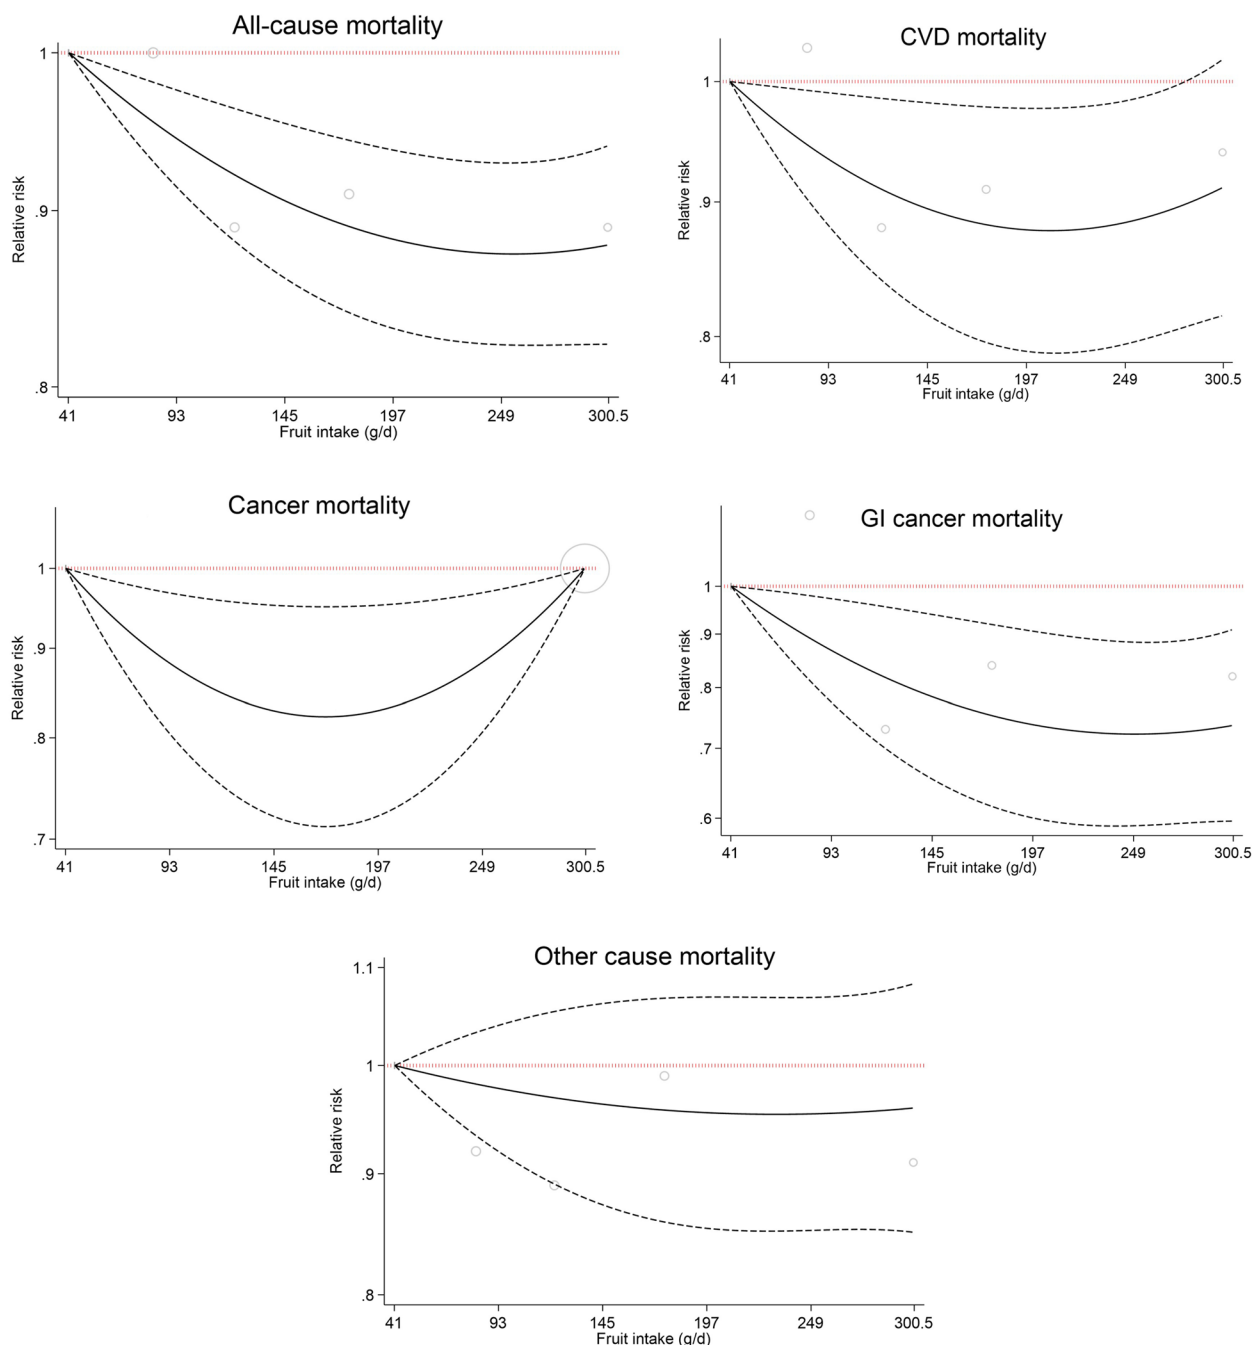 All-cause mortality
1
.9
.8
Relative risk
41 93 145 197 249 300.5
Fruit intake (g/d)
CVD mortality
1
.9
.8
Relative risk
41 93 145 197 249 300.5
Fruit intake (g/d)
Cancer mortality
1
.9
.8
.7
Relative risk
41 93 145 197 249 300.5
Fruit intake (g/d)
GI cancer mortality
1
.9
.8
.7
.6
Relative risk
41 93 145 197 249 300.5
Fruit intake (g/d)
Other cause mortality
1.1
1
.9
.8
Relative risk
41 93 145 197 249 300.5
Fruit intake (g/d)